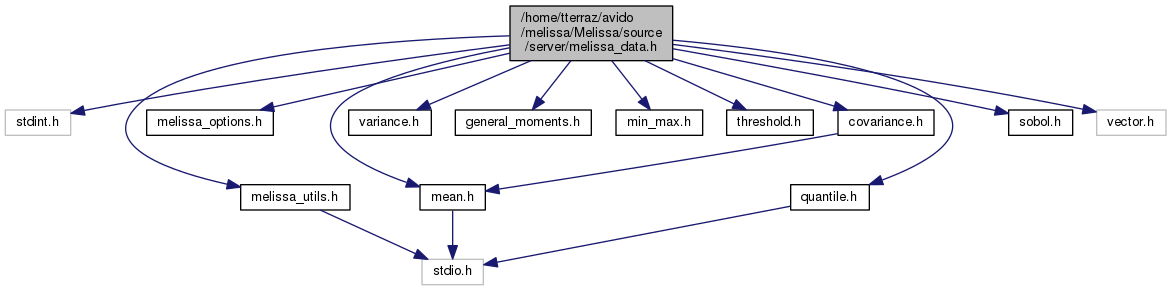 /home/tterraz/avido
/melissa/Melissa/source
/server/melissa_data.h
stdint.h
melissa_options.h
variance.h
general_moments.h
min_max.h
threshold.h
covariance.h
sobol.h
vector.h
melissa_utils.h
mean.h
quantile.h
stdio.h